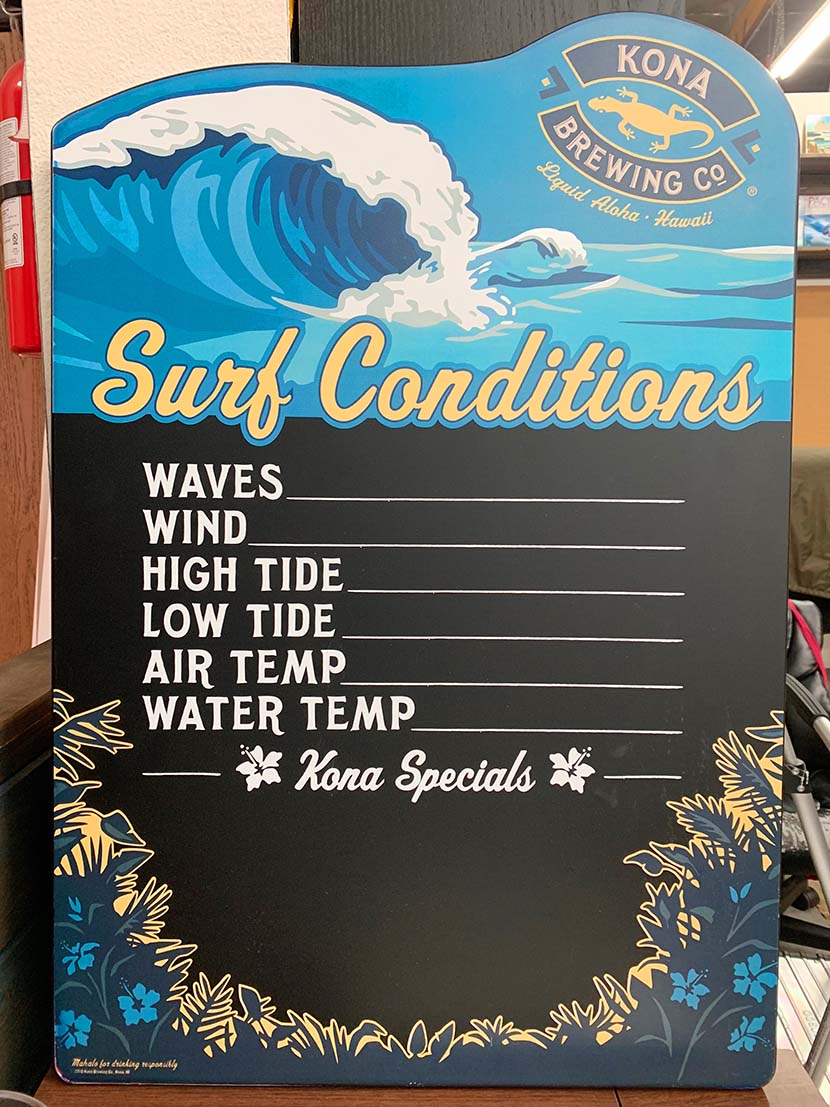 KONA
BREWING Co
®
Liquid Aloha · Hawaii
Surf Conditions
WAVES
WIND
HIGH TIDE
LOW TIDE
AIR TEMP
WATER TEMP
Kona Specials
Mahalo for drinking responsibly